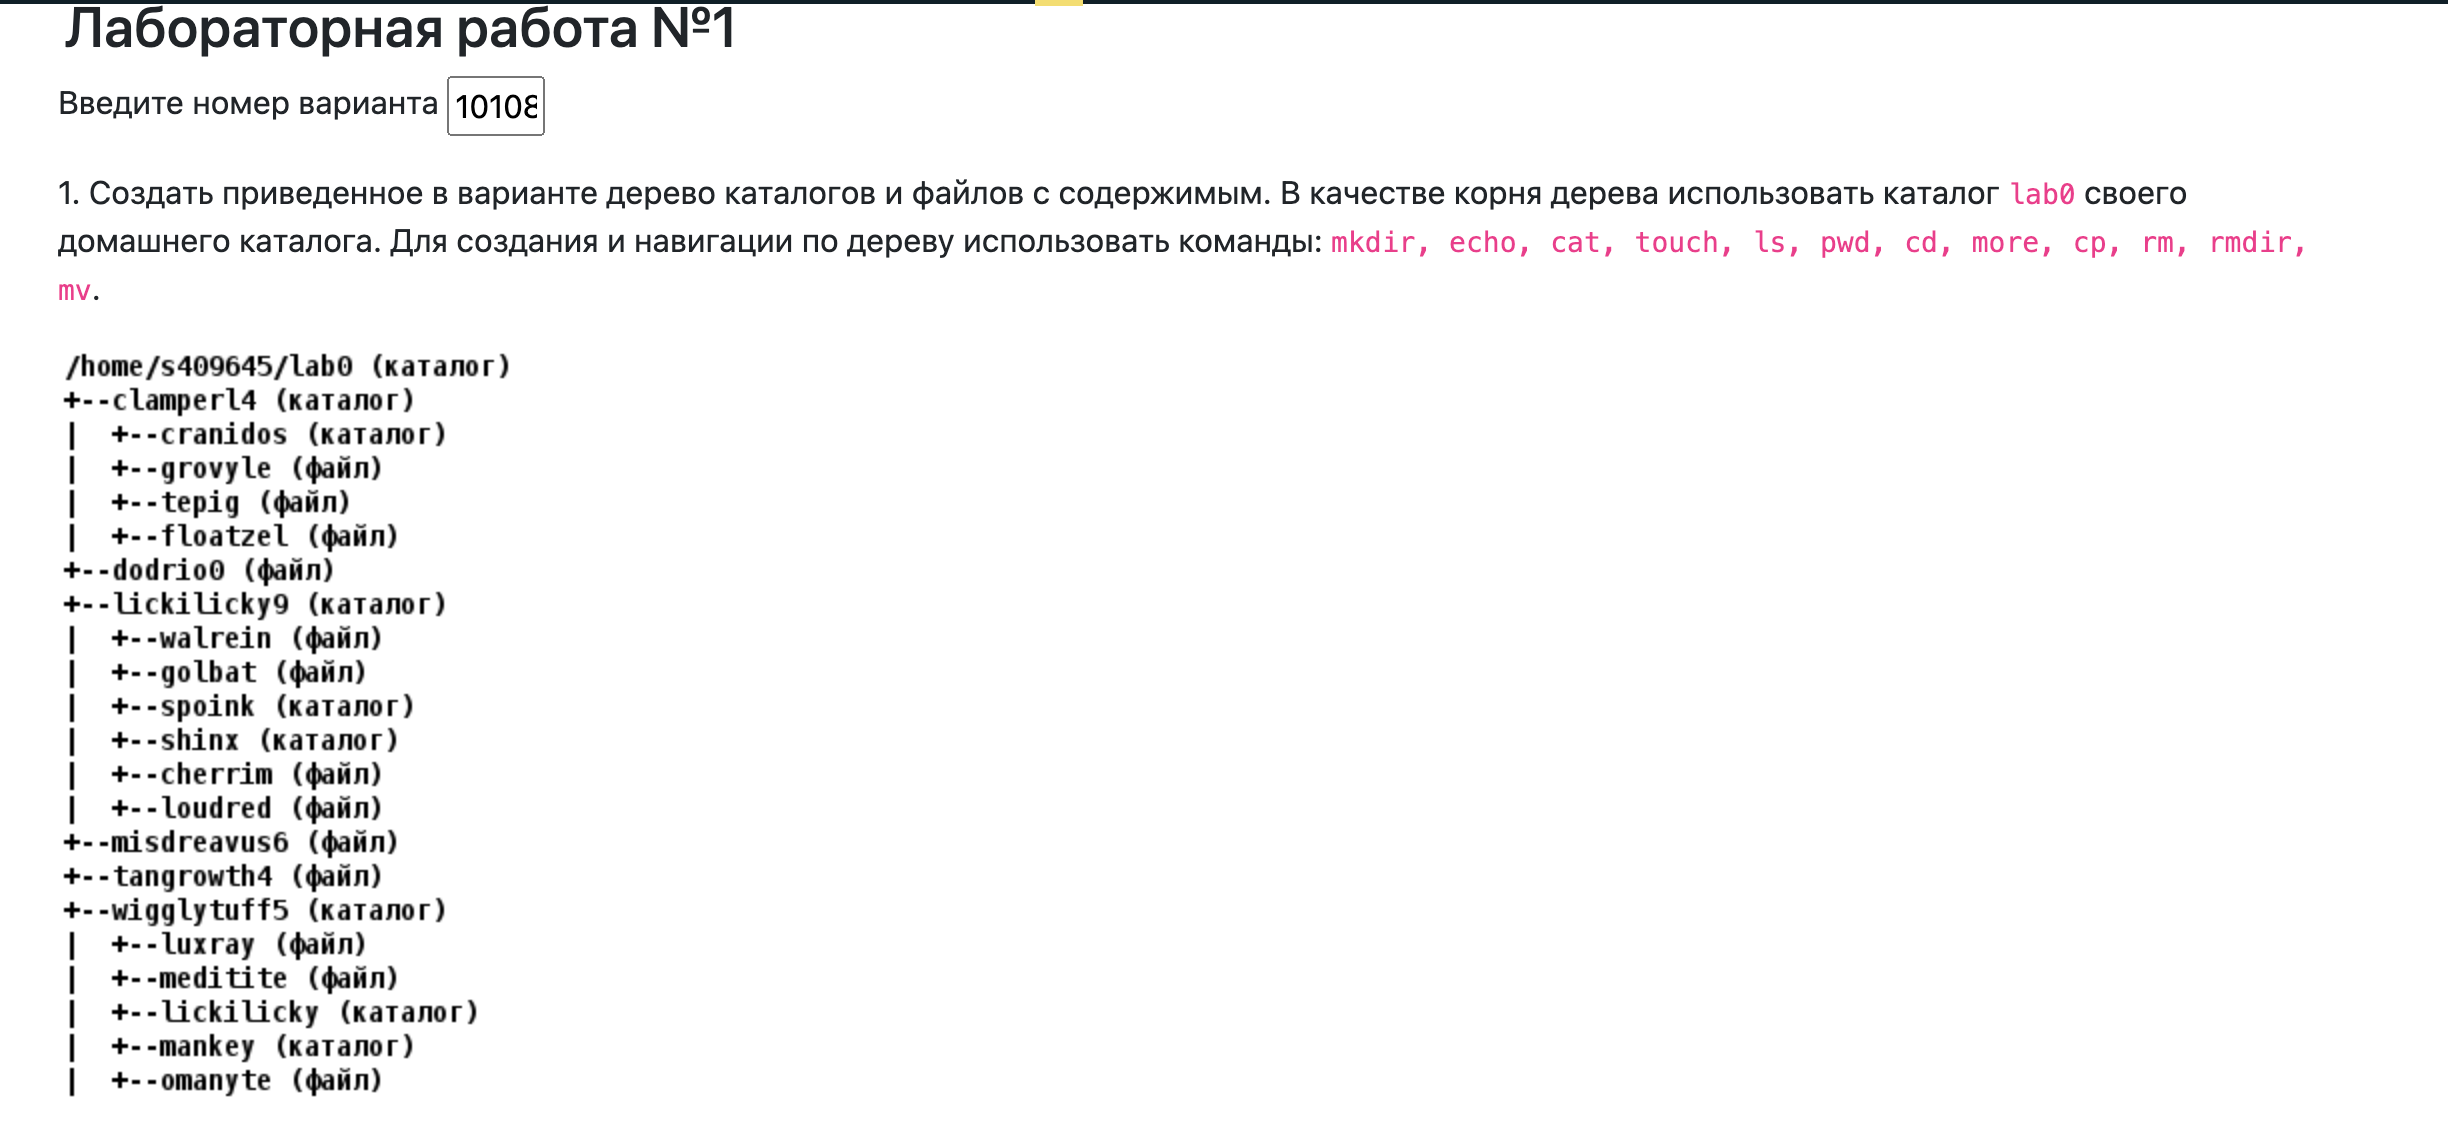 Лабораторная работа №1
Введите номер варианта 10108
1. Создать приведенное в варианте дерево каталогов и файлов с содержимым. В качестве корня дерева использовать каталог lab0 своего
домашнего каталога. Для создания и навигации по дереву использовать команды: mkdir, echo, cat, touch, ls, pwd, cd, more, cp, rm, rmdir,
mv.
/home/s409645/lab0 (каталог)
+--clamperl4 (каталог)
|  +--cranidos (каталог)
|  +--grovyle (файл)
|  +--tepig (файл)
|  +--floatzel (файл)
+--dodrio0 (файл)
+--lickilicky9 (каталог)
|  +--walrein (файл)
|  +--golbat (файл)
|  +--spoink (каталог)
|  +--shinx (каталог)
|  +--cherrim (файл)
|  +--loudred (файл)
+--misdreavus6 (файл)
+--tangrowth4 (файл)
+--wigglytuff5 (каталог)
|  +--luxray (файл)
|  +--meditite (файл)
|  +--lickilicky (каталог)
|  +--mankey (каталог)
|  +--omanyte (файл)